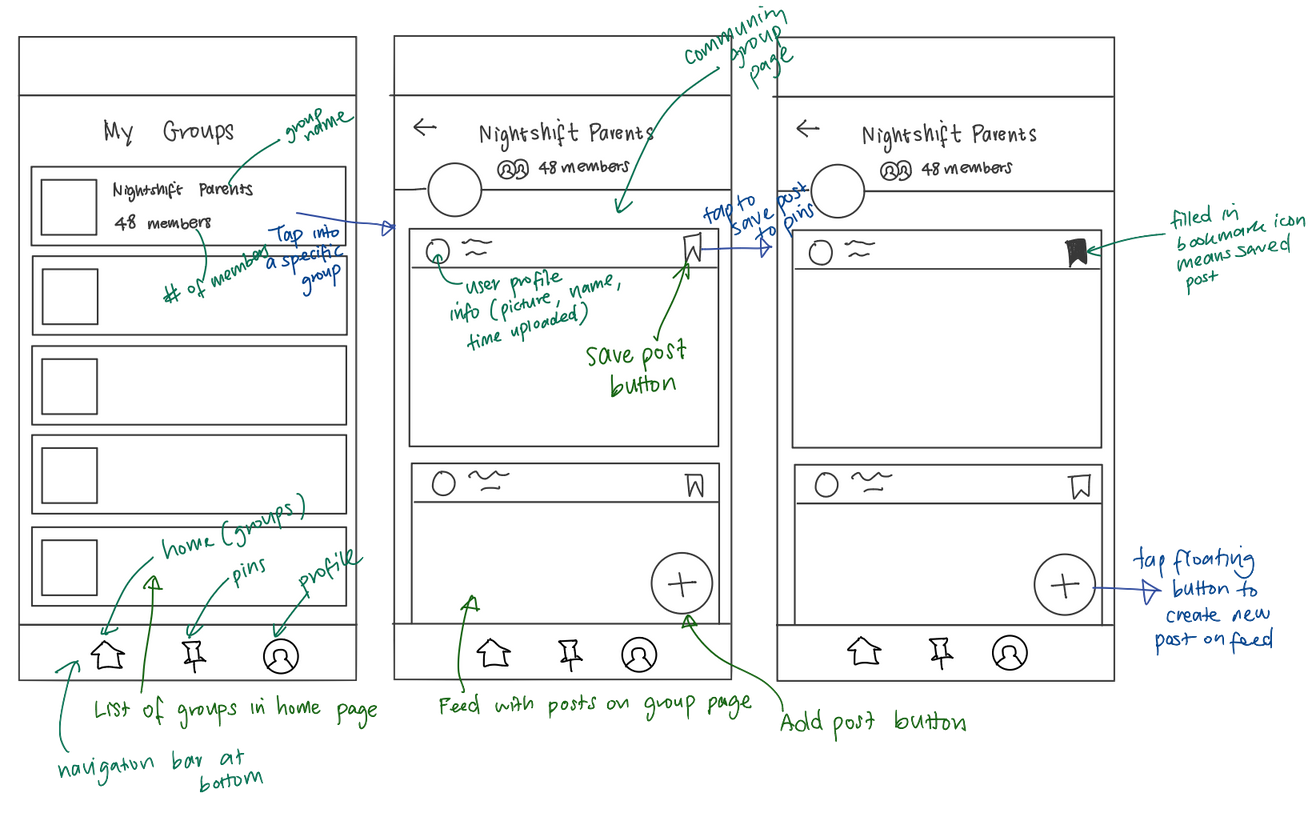 My Groups
group
name
Nightshift Parents
48 members
# of members
Tap into
a specific
group
home (groups)
pins
profile
List of groups in home page
navigation bar at
bottom
community
group
page
Nightshift Parents
48 members
tap to
save post
to pins
user profile
info (picture, name,
time uploaded)
save post
button
Feed with posts on group page
Add post button
Nightshift Parents
48 members
filled in
bookmark icon
means saved
post
tap floating
button to
create new
post on feed